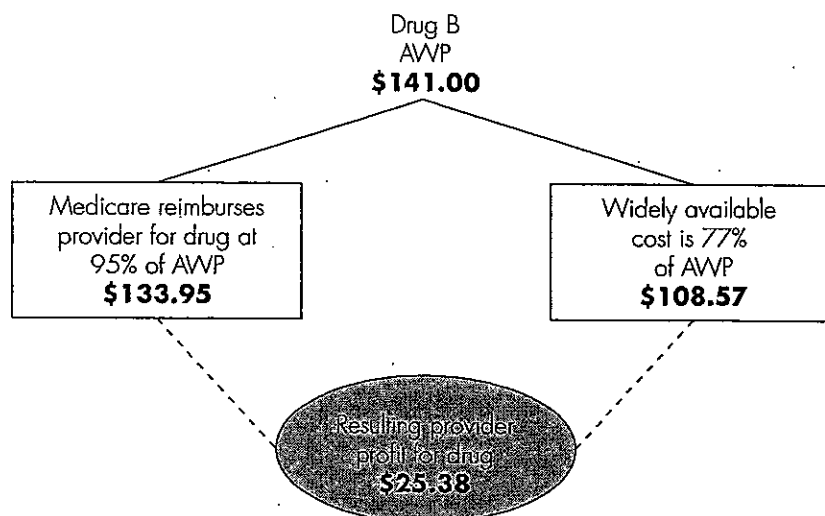 Drug B
AWP
$141.00
Medicare reimburses
provider for drug at
95% of AWP
$133.95
Widely available
cost is 77%
of AWP
$108.57
Resulting provider
profit for drug
$25.38